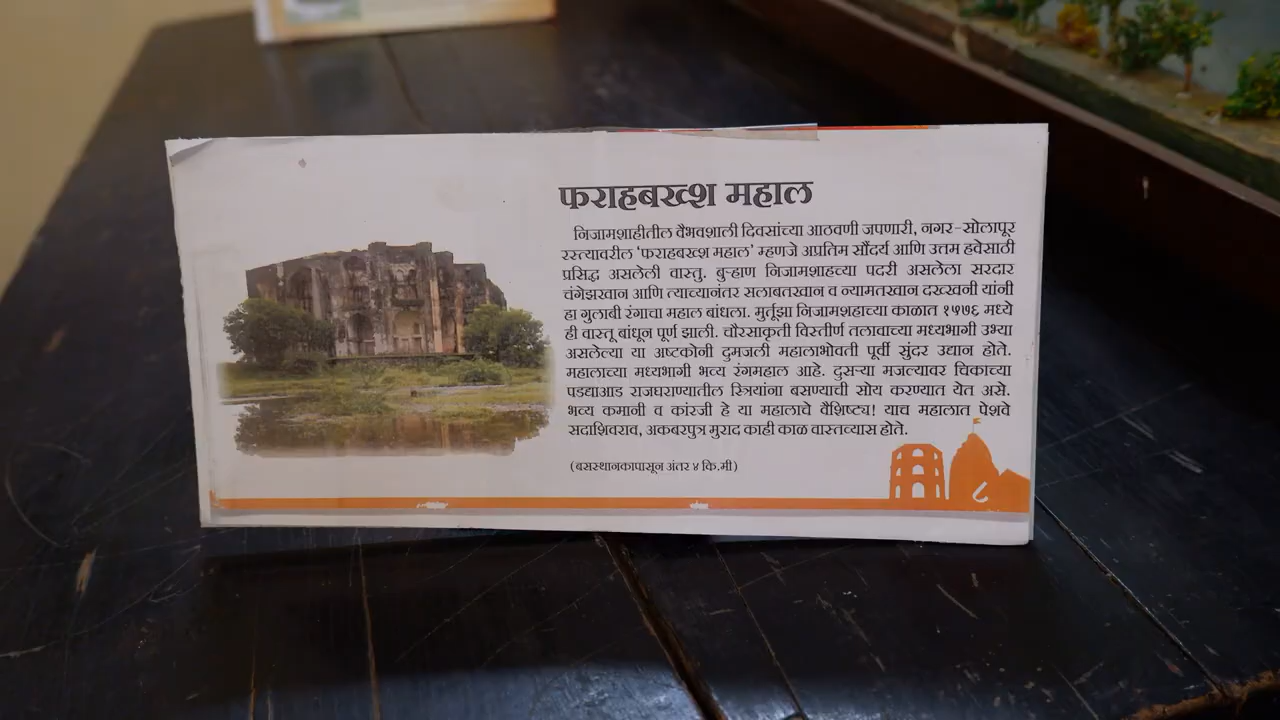 फराहबख्श महाल
निजामशाहीतील वैभवशाली दिवसांच्या आठवणी जपणारी, नगर-सोलापूर
रस्त्यावरील ‘फराहबख्श महाल’ म्हणजे अप्रतिम सौंदर्य आणि उत्तम हवेसाठी
प्रसिद्ध असलेली वास्तु. बुऱ्हाण निजामशहाच्या पदरी असलेला सरदार
चंगेझखान आणि त्याच्यानंतर सलाबतखान व न्यामतखान दख्खनी यांनी
हा गुलाबी रंगाचा महाल बांधला. मुर्तूझा निजामशहाच्या काळात १५७६ मध्ये
ही वास्तू बांधून पूर्ण झाली. चौरसाकृती विस्तीर्ण तलावाच्या मध्यभागी उभ्या
असलेल्या या अष्टकोनी दुमजली महालाभोवती पूर्वी सुंदर उद्यान होते.
महालाच्या मध्यभागी भव्य रंगमहाल आहे. दुसऱ्या मजल्यावर चिकाच्या
पडद्याआड राजघराण्यातील स्त्रियांना बसण्याची सोय करण्यात येत असे.
भव्य कमानी व कांरजी हे या महालाचे वैशिष्ट्य! याच महालात पेशवे
सदाशिवराव, अकबरपुत्र मुराद काही काळ वास्तव्यास होते.
(बसस्थानकापासून अंतर ४ कि.मी)